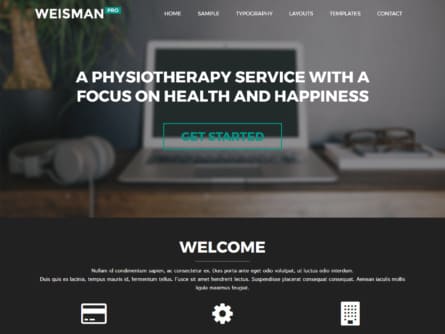 WEISMAN PRO
HOME SAMPLE TYPOGRAPHY LAYOUTS TEMPLATES CONTACT
A PHYSIOTHERAPY SERVICE WITH A
FOCUS ON HEALTH AND HAPPINESS
GET STARTED
WELCOME
Nullam id condimentum sapien, ac consectetur ex. Duis porta ante eget odio volutpat, ut luctus odio interdum.
Duis quis ex lacinia, tempus mauris id, fermentum tellus. Fusce sit amet hendrerit lectus. Suspendisse placerat consequat consequat. Aenean iaculis mollis
ligula maximus feugiat.